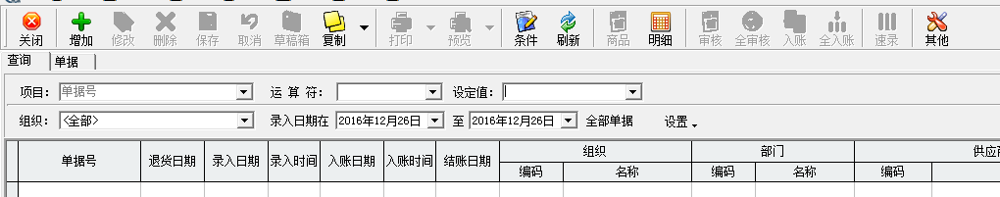 关闭 增加 修改 删除 保存 取消 草稿箱 复制 打印 预览 条件 刷新 商品 明细 审核 全审核 入账 全入账 速录 其他
查询 单据
项目: 单据号 运 算 符: 设定值:
组织: <全部> 录入日期在 2016年12月26日 至 2016年12月26日 全部单据 设置
单据号 退货日期 录入日期 录入时间 入账日期 入账时间 结账日期 组织 部门 供应商
编码 名称 编码 名称 编码